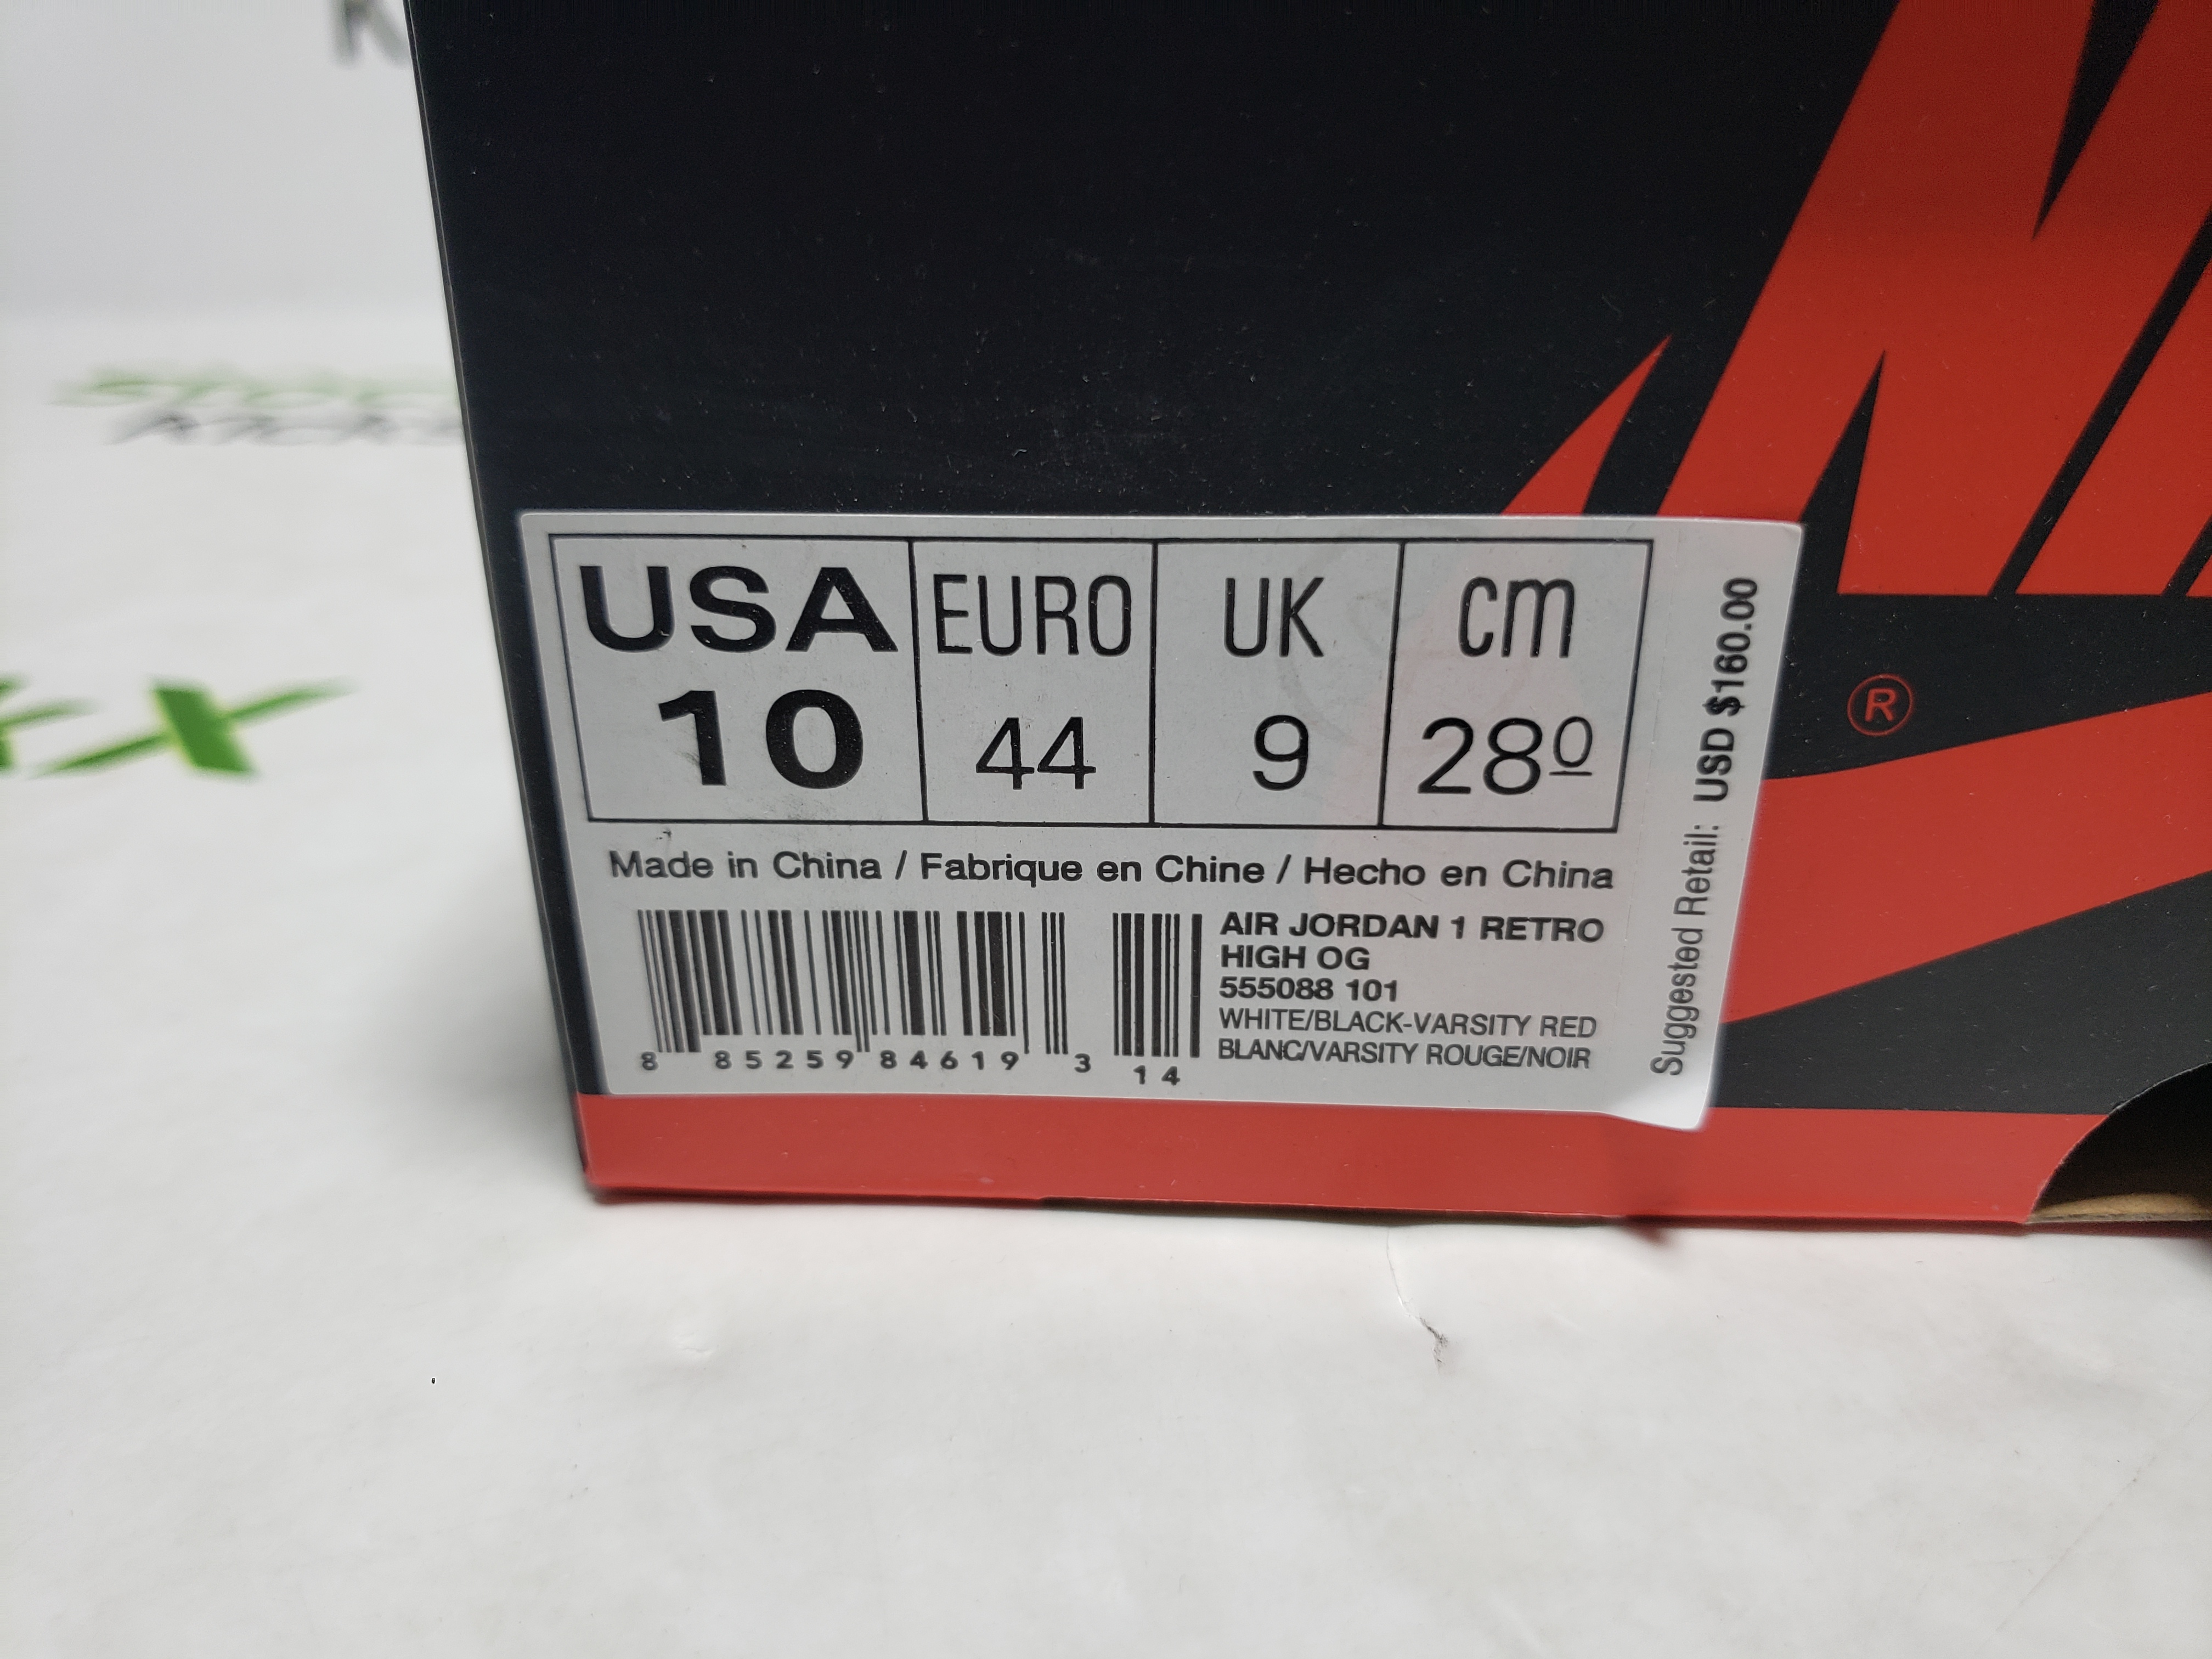 USA EURO UK cm
10 44 9 28º
Made in China / Fabrique en Chine / Hecho en China
AIR JORDAN 1 RETRO
HIGH OG
555088 101
WHITE/BLACK-VARSITY RED
BLANC/VARSITY ROUGE/NOIR
8 85259 84619 3 14
Suggested Retail: USD $160.00
®